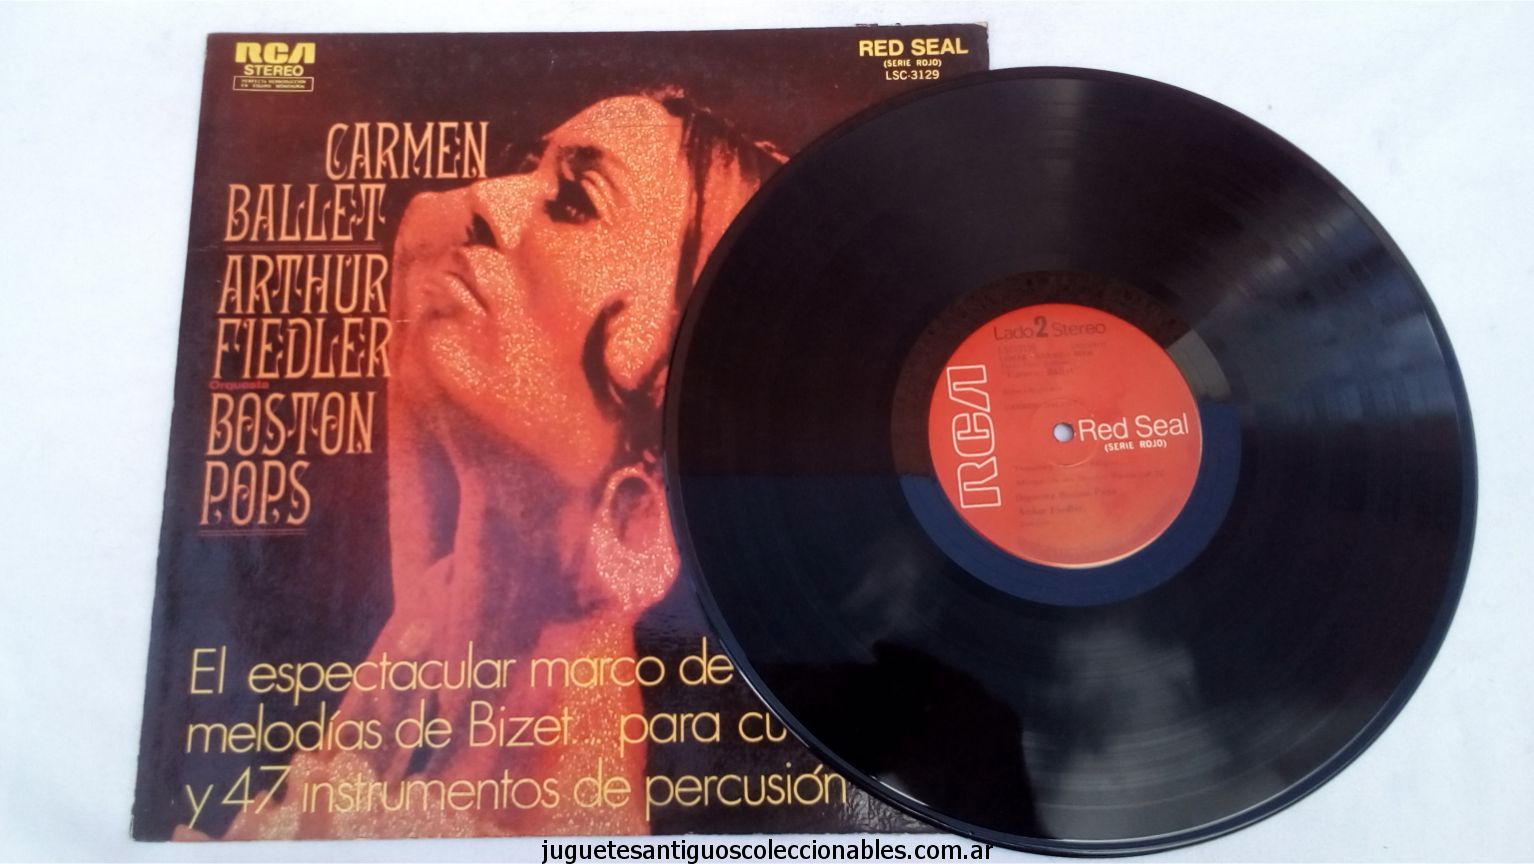 RCA
STEREO
RED SEAL
(SERIE ROJO)
LSC-3129
CARMEN
BALLET
ARTHUR
FIEDLER
Orquesta
BOSTON
POPS
El espectacular marco de
melodías de Bizet... para cu
y 47 instrumentos de percusión
Lado 2 Stereo
RCA
Red Seal
(SERIE ROJO)
juguetesantiguoscoleccionables.com.ar